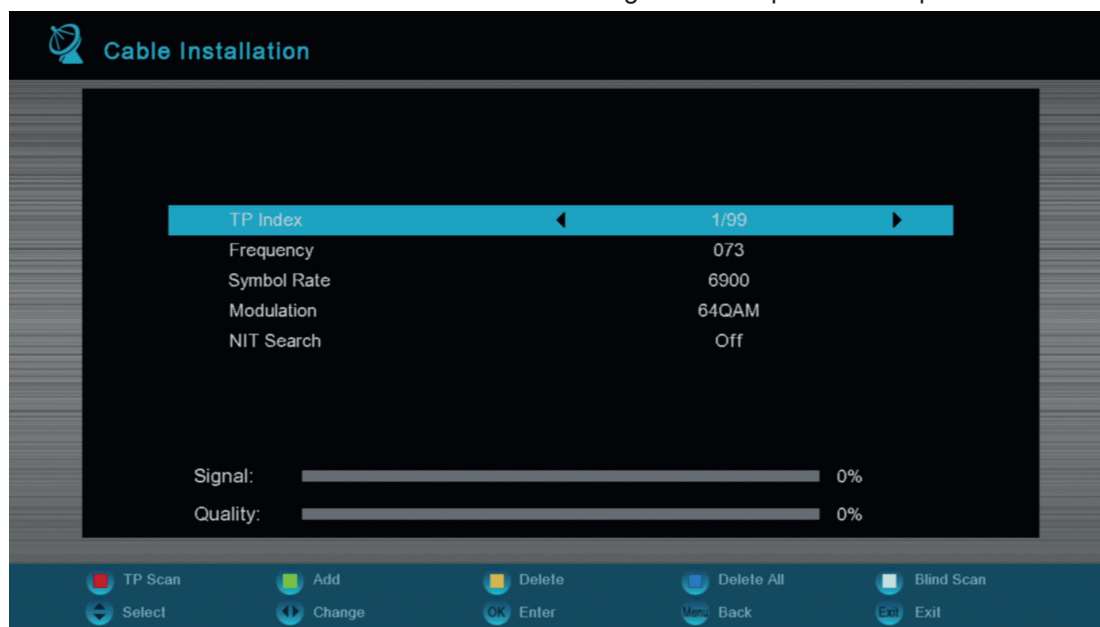 Cable Installation
TP Index 1/99
Frequency 073
Symbol Rate 6900
Modulation 64QAM
NIT Search Off
Signal: 0%
Quality: 0%
TP Scan Add Delete Delete All Blind Scan
Select Change OK Enter Menu Back Exit Exit